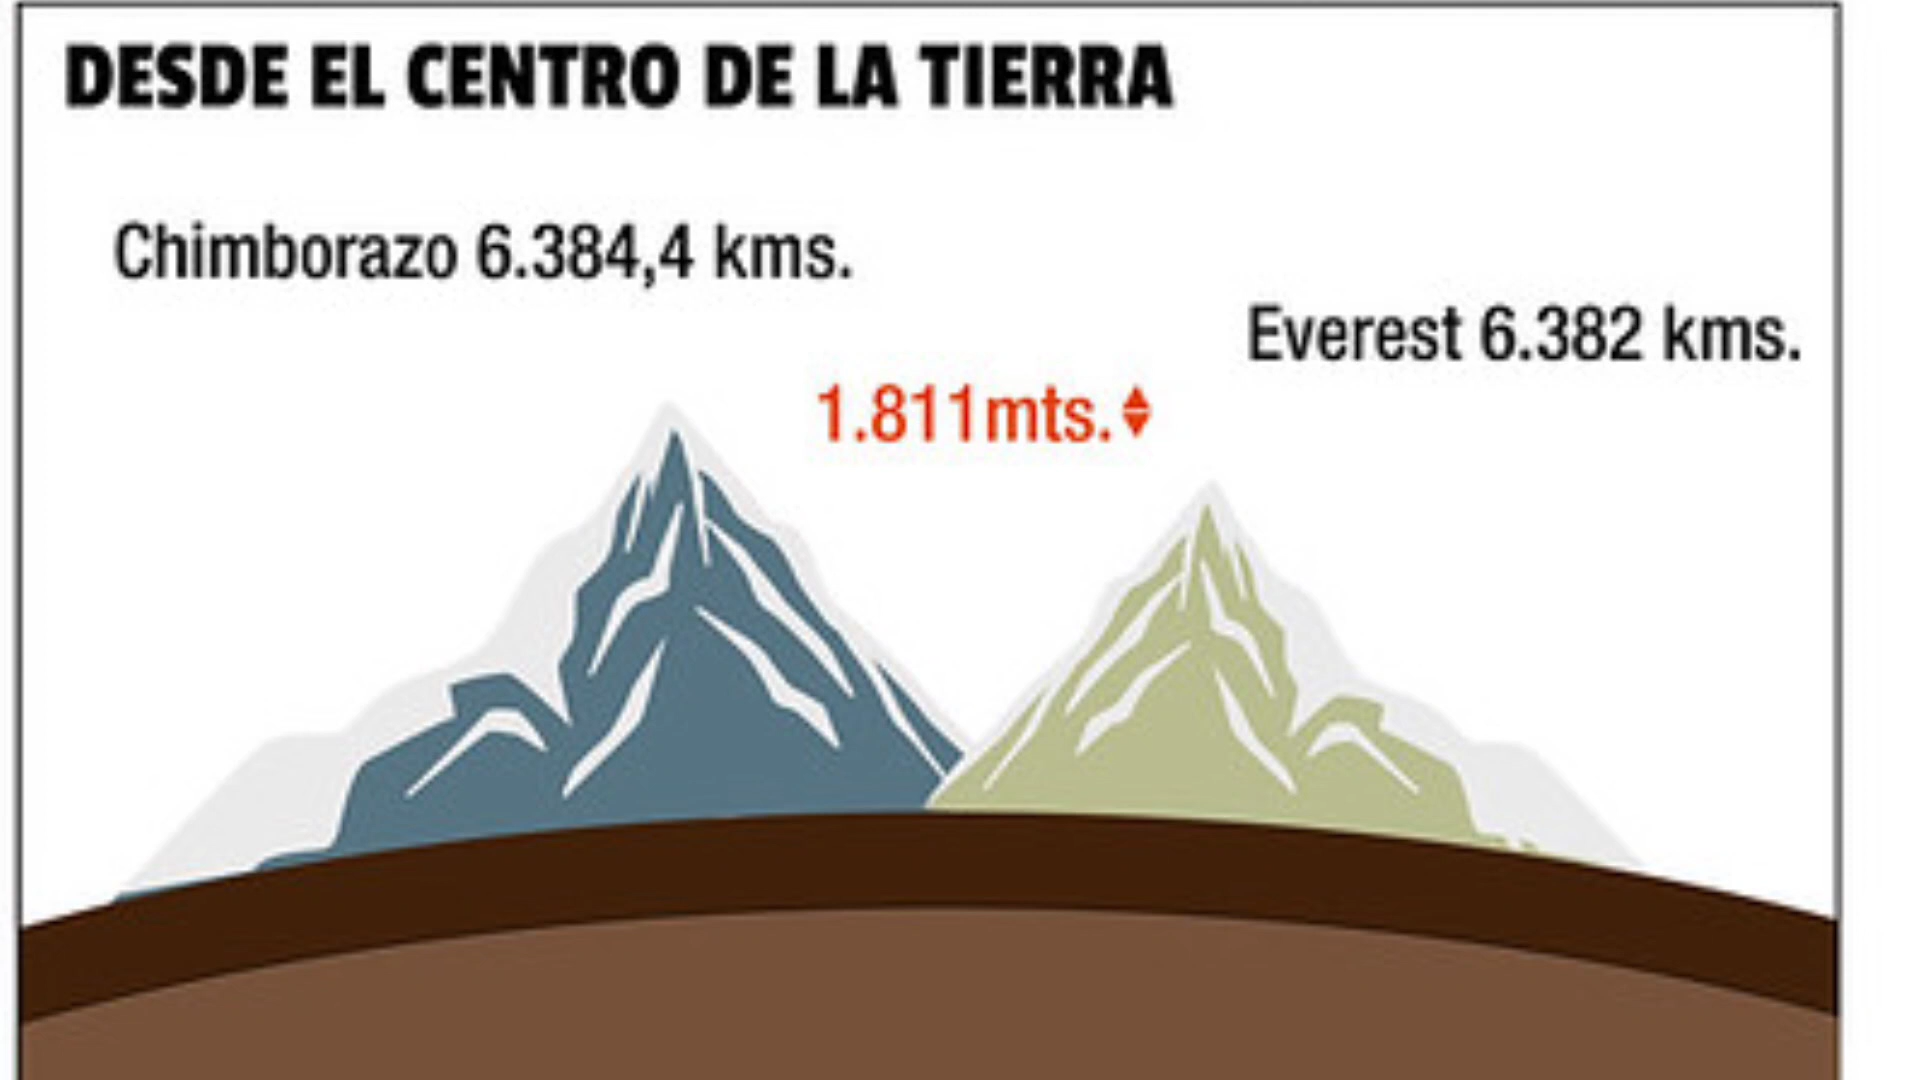 DESDE EL CENTRO DE LA TIERRA
Chimborazo 6.384,4 kms.
Everest 6.382 kms.
1.811mts.